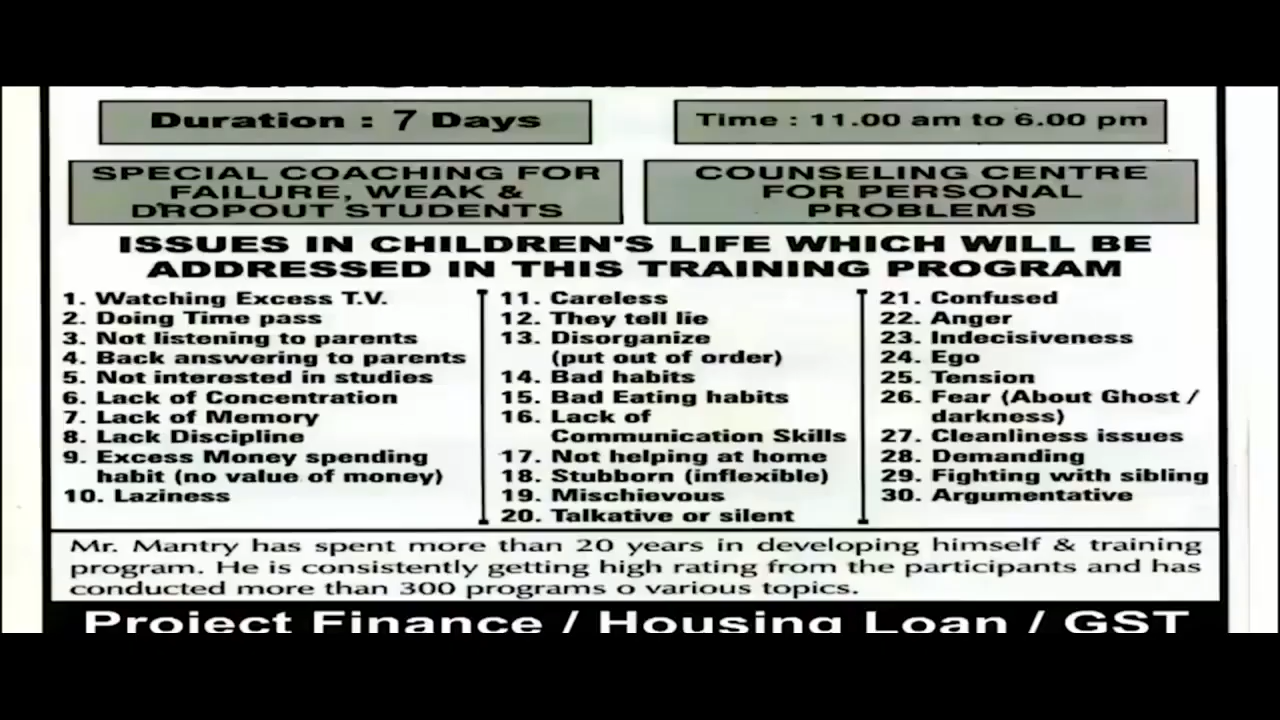 Duration : 7 Days
Time : 11.00 am to 6.00 pm
SPECIAL COACHING FOR
FAILURE, WEAK &
DROPOUT STUDENTS
COUNSELING CENTRE
FOR PERSONAL
PROBLEMS
ISSUES IN CHILDREN'S LIFE WHICH WILL BE
ADDRESSED IN THIS TRAINING PROGRAM
1. Watching Excess T.V.
2. Doing Time pass
3. Not listening to parents
4. Back answering to parents
5. Not interested in studies
6. Lack of Concentration
7. Lack of Memory
8. Lack Discipline
9. Excess Money spending
habit (no value of money)
10. Laziness
11. Careless
12. They tell lie
13. Disorganize
(put out of order)
14. Bad habits
15. Bad Eating habits
16. Lack of
Communication Skills
17. Not helping at home
18. Stubborn (inflexible)
19. Mischievous
20. Talkative or silent
21. Confused
22. Anger
23. Indecisiveness
24. Ego
25. Tension
26. Fear (About Ghost /
darkness)
27. Cleanliness issues
28. Demanding
29. Fighting with sibling
30. Argumentative
Mr. Mantry has spent more than 20 years in developing himself & training
program. He is consistently getting high rating from the participants and has
conducted more than 300 programs o various topics.
Project Finance / Housing Loan / GST